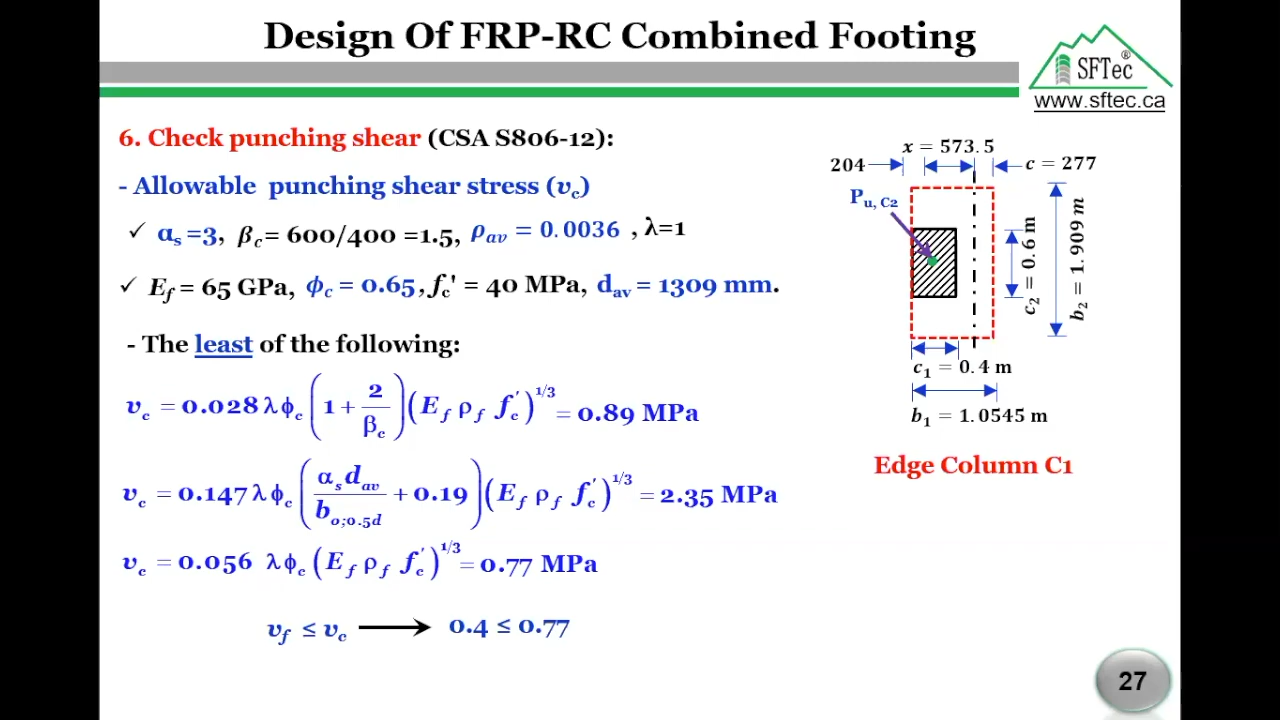 Design Of FRP-RC Combined Footing
SFTec®
www.sftec.ca
6. Check punching shear (CSA S806-12):
- Allowable punching shear stress (v_c)
✓ α_s =3, β_c = 600/400 =1.5, ρ_av = 0.0036 , λ=1
✓ E_f = 65 GPa, ϕ_c = 0.65 , f_c' = 40 MPa, d_av = 1309 mm.
- The least of the following:
v_c = 0.028 λ ϕ_c (1 + 2/β_c) (E_f ρ_f f_c')^1/3 = 0.89 MPa
v_c = 0.147 λ ϕ_c (α_s d_av / b_o;0.5d + 0.19) (E_f ρ_f f_c')^1/3 = 2.35 MPa
v_c = 0.056 λ ϕ_c (E_f ρ_f f_c')^1/3 = 0.77 MPa
v_f ≤ v_c → 0.4 ≤ 0.77
x = 573.5
204
c = 277
P_u, C2
c_2 = 0.6 m
b_2 = 1.909 m
c_1 = 0.4 m
b_1 = 1.0545 m
Edge Column C1
27